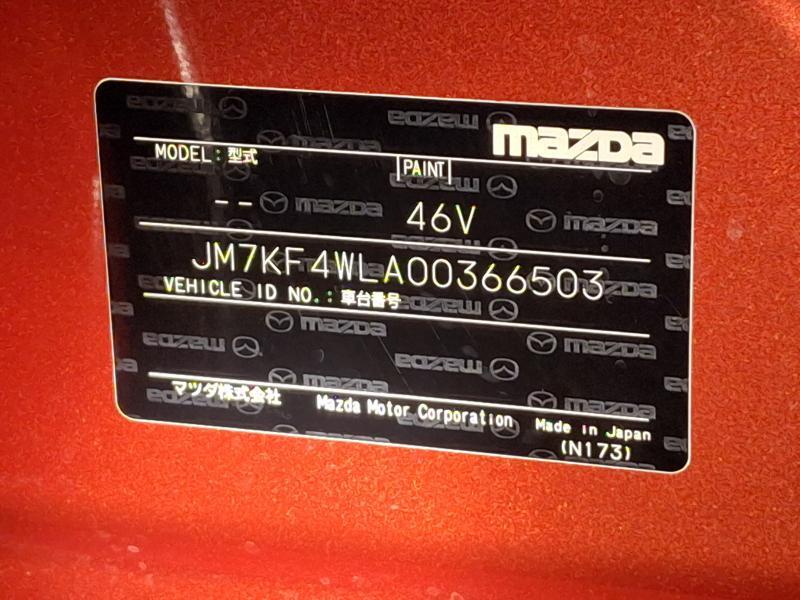 mazda
MODEL:型式
PAINT
-- 46V
JM7KF4WLA00366503
VEHICLE ID NO.:車台番号
マツダ株式会社 Mazda Motor Corporation Made in Japan
(N173)